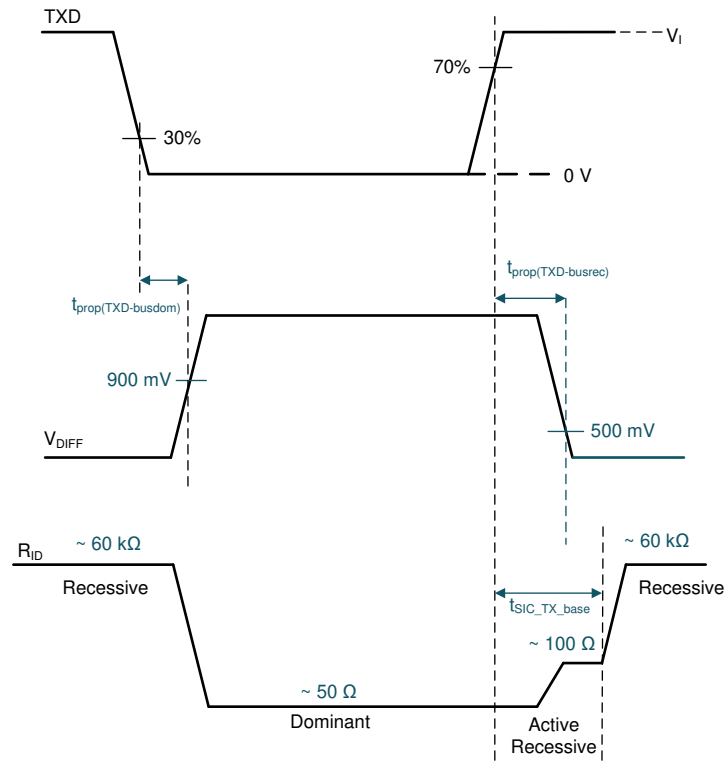 TXD
V_I
70%
30%
0 V
t_prop(TXD-busrec)
t_prop(TXD-busdom)
900 mV
500 mV
V_DIFF
R_ID
~ 60 kΩ
~ 60 kΩ
Recessive
Recessive
t_SIC_TX_base
~ 100 Ω
~ 50 Ω
Dominant
Active
Recessive